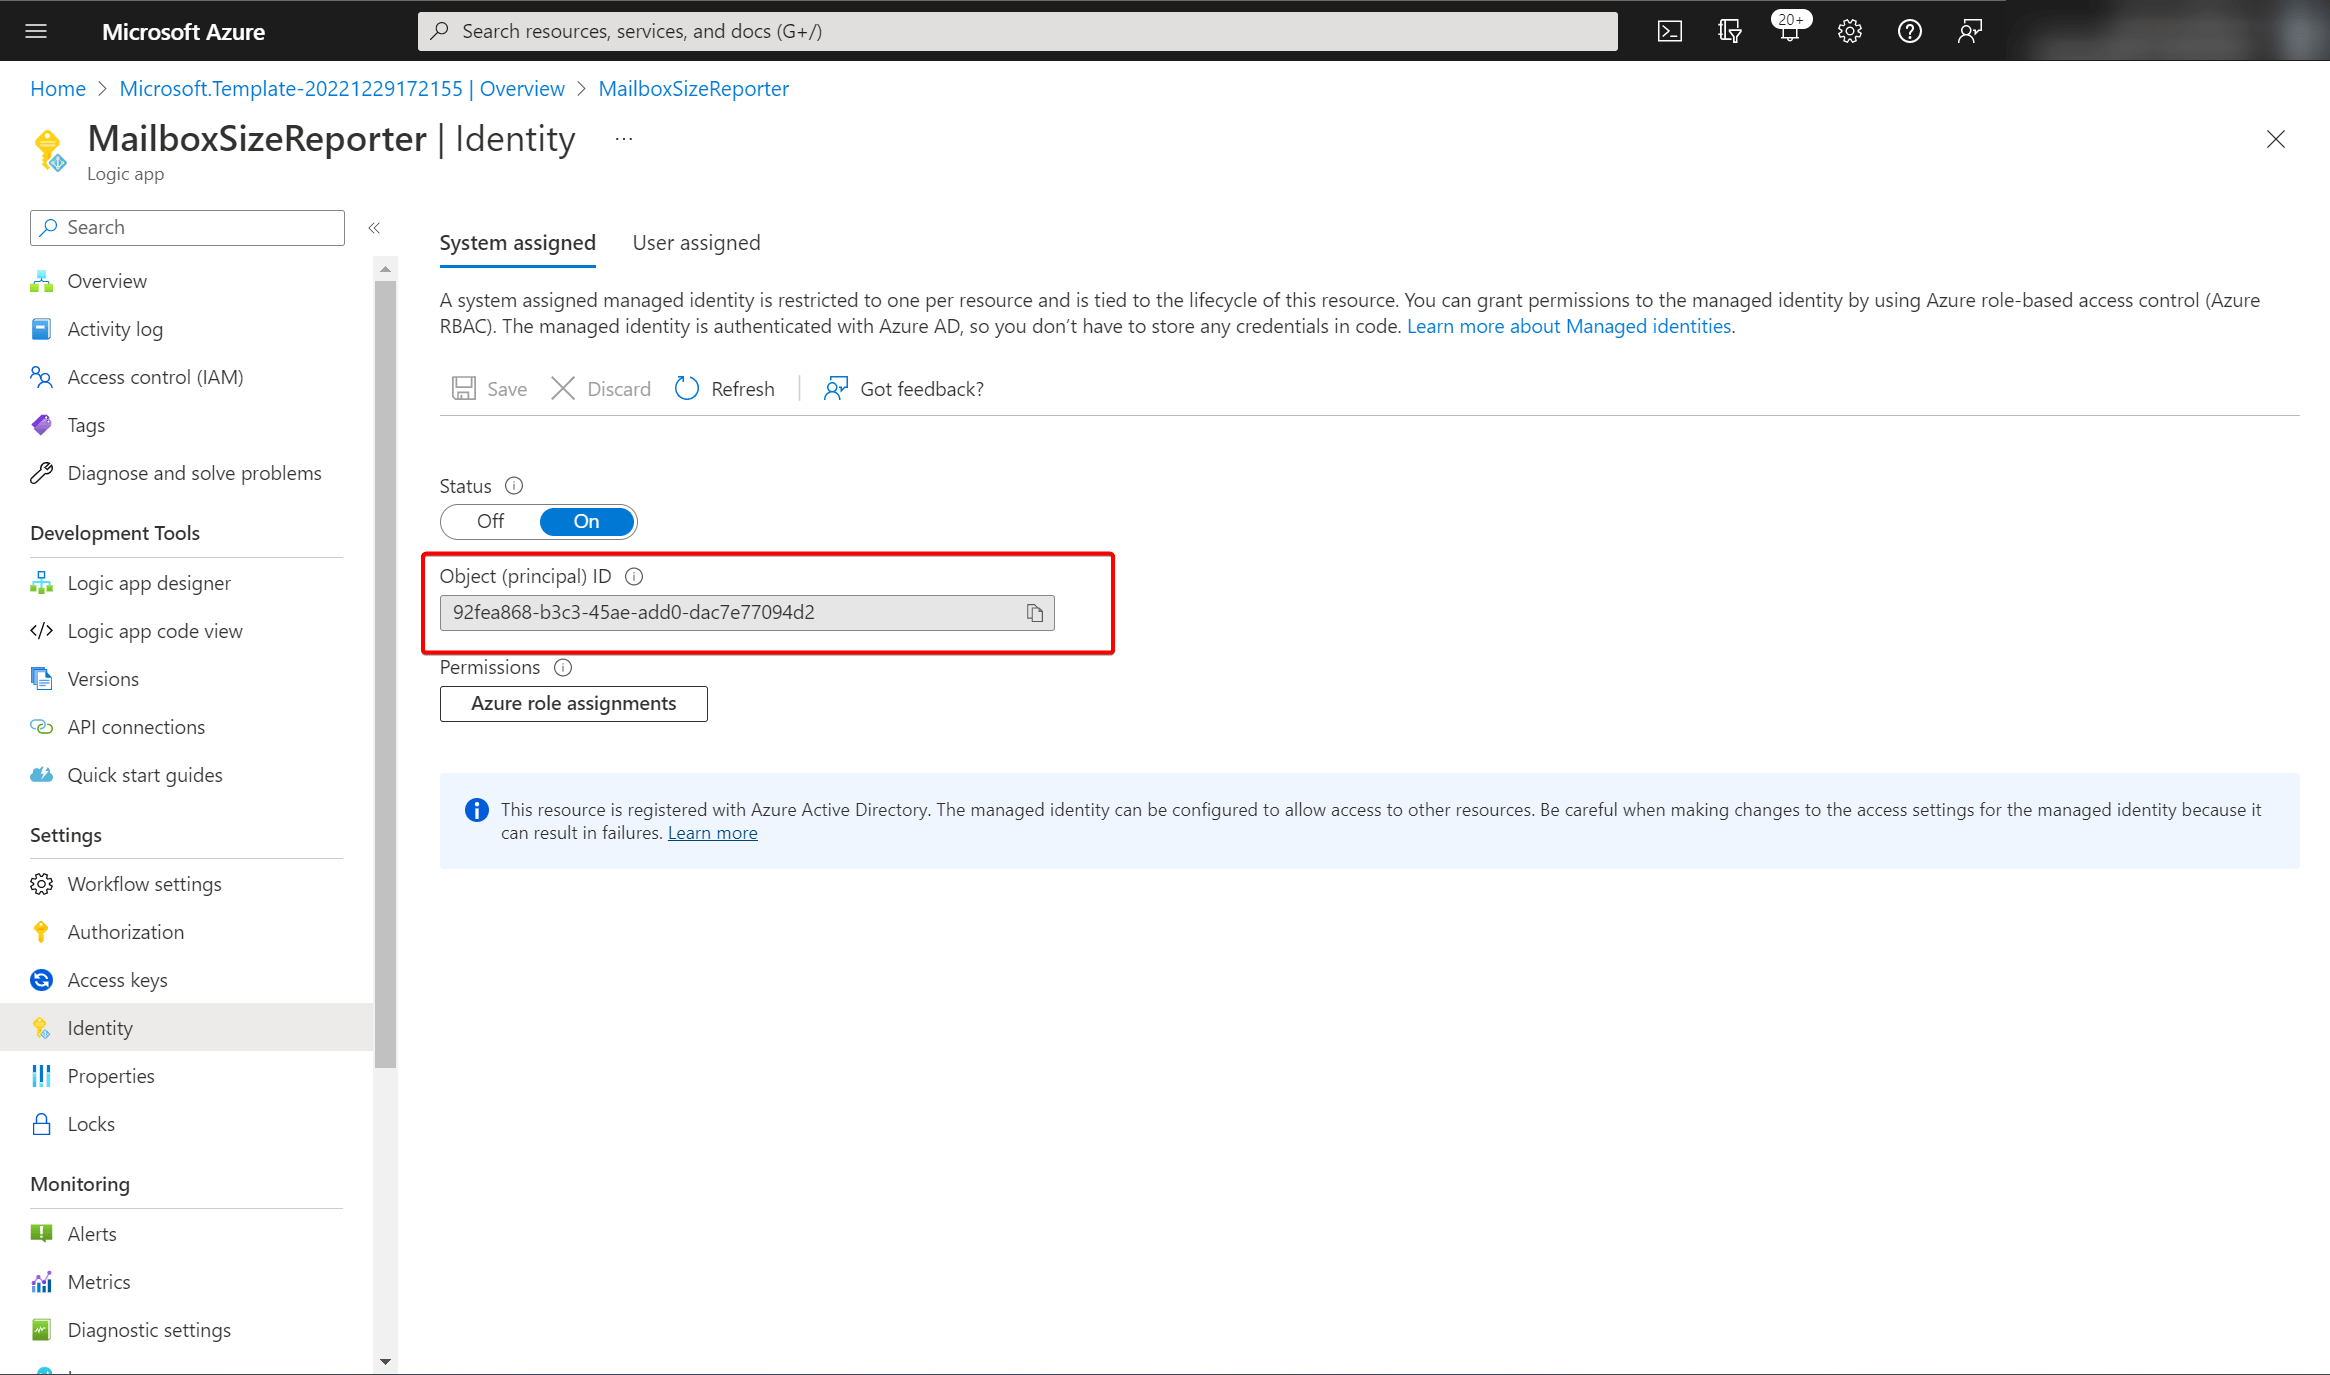 Microsoft Azure
Search resources, services, and docs (G+/)
20+
Home > Microsoft.Template-20221229172155 | Overview > MailboxSizeReporter
MailboxSizeReporter | Identity ...
Logic app
Search
«
Overview
Activity log
Access control (IAM)
Tags
Diagnose and solve problems
Development Tools
Logic app designer
Logic app code view
Versions
API connections
Quick start guides
Settings
Workflow settings
Authorization
Access keys
Identity
Properties
Locks
Monitoring
Alerts
Metrics
Diagnostic settings
System assigned
User assigned
A system assigned managed identity is restricted to one per resource and is tied to the lifecycle of this resource. You can grant permissions to the managed identity by using Azure role-based access control (Azure
RBAC). The managed identity is authenticated with Azure AD, so you don’t have to store any credentials in code. Learn more about Managed identities.
Save
Discard
Refresh
Got feedback?
Status
Off
On
Object (principal) ID
92fea868-b3c3-45ae-add0-dac7e77094d2
Permissions
Azure role assignments
This resource is registered with Azure Active Directory. The managed identity can be configured to allow access to other resources. Be careful when making changes to the access settings for the managed identity because it
can result in failures. Learn more